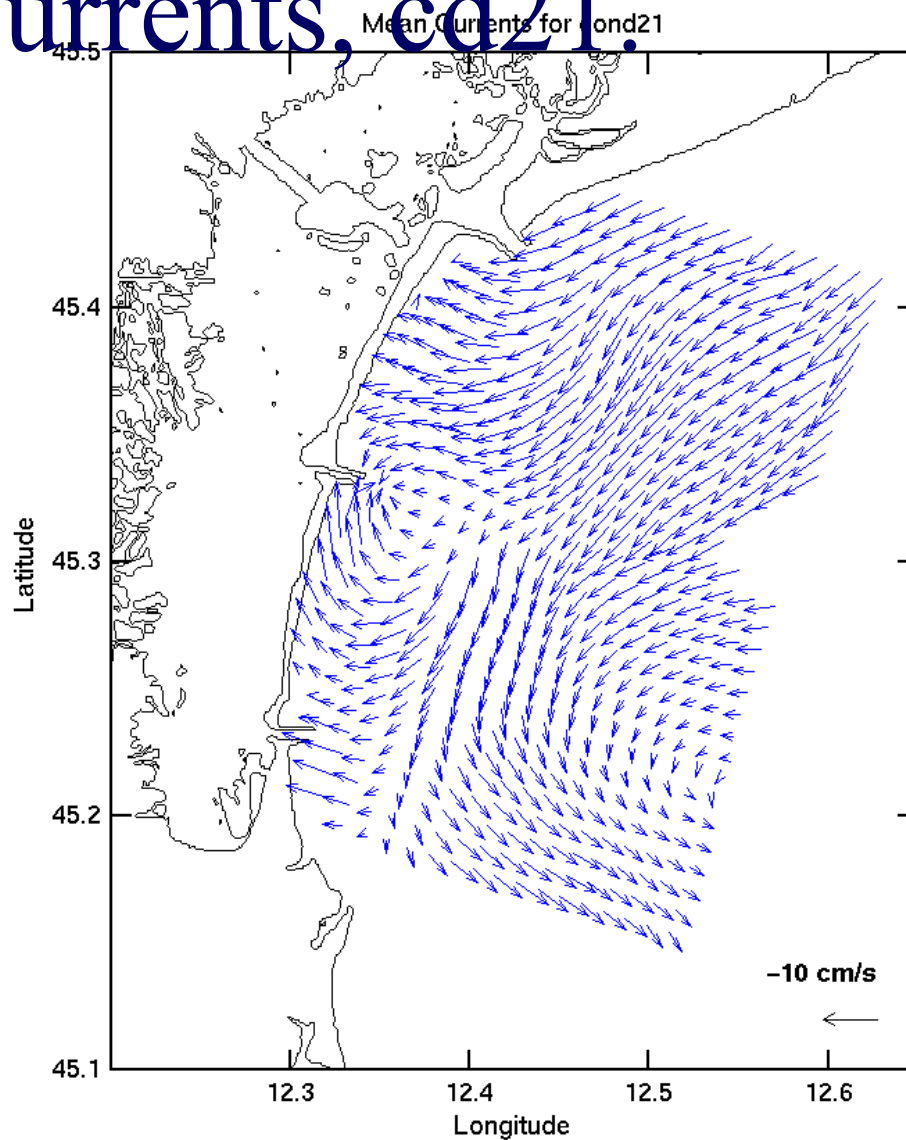 urrents, cd21.
Mean Currents for cond21
45.5
45.4
45.3
45.2
45.1
Latitude
−10 cm/s
12.3 12.4 12.5 12.6
Longitude